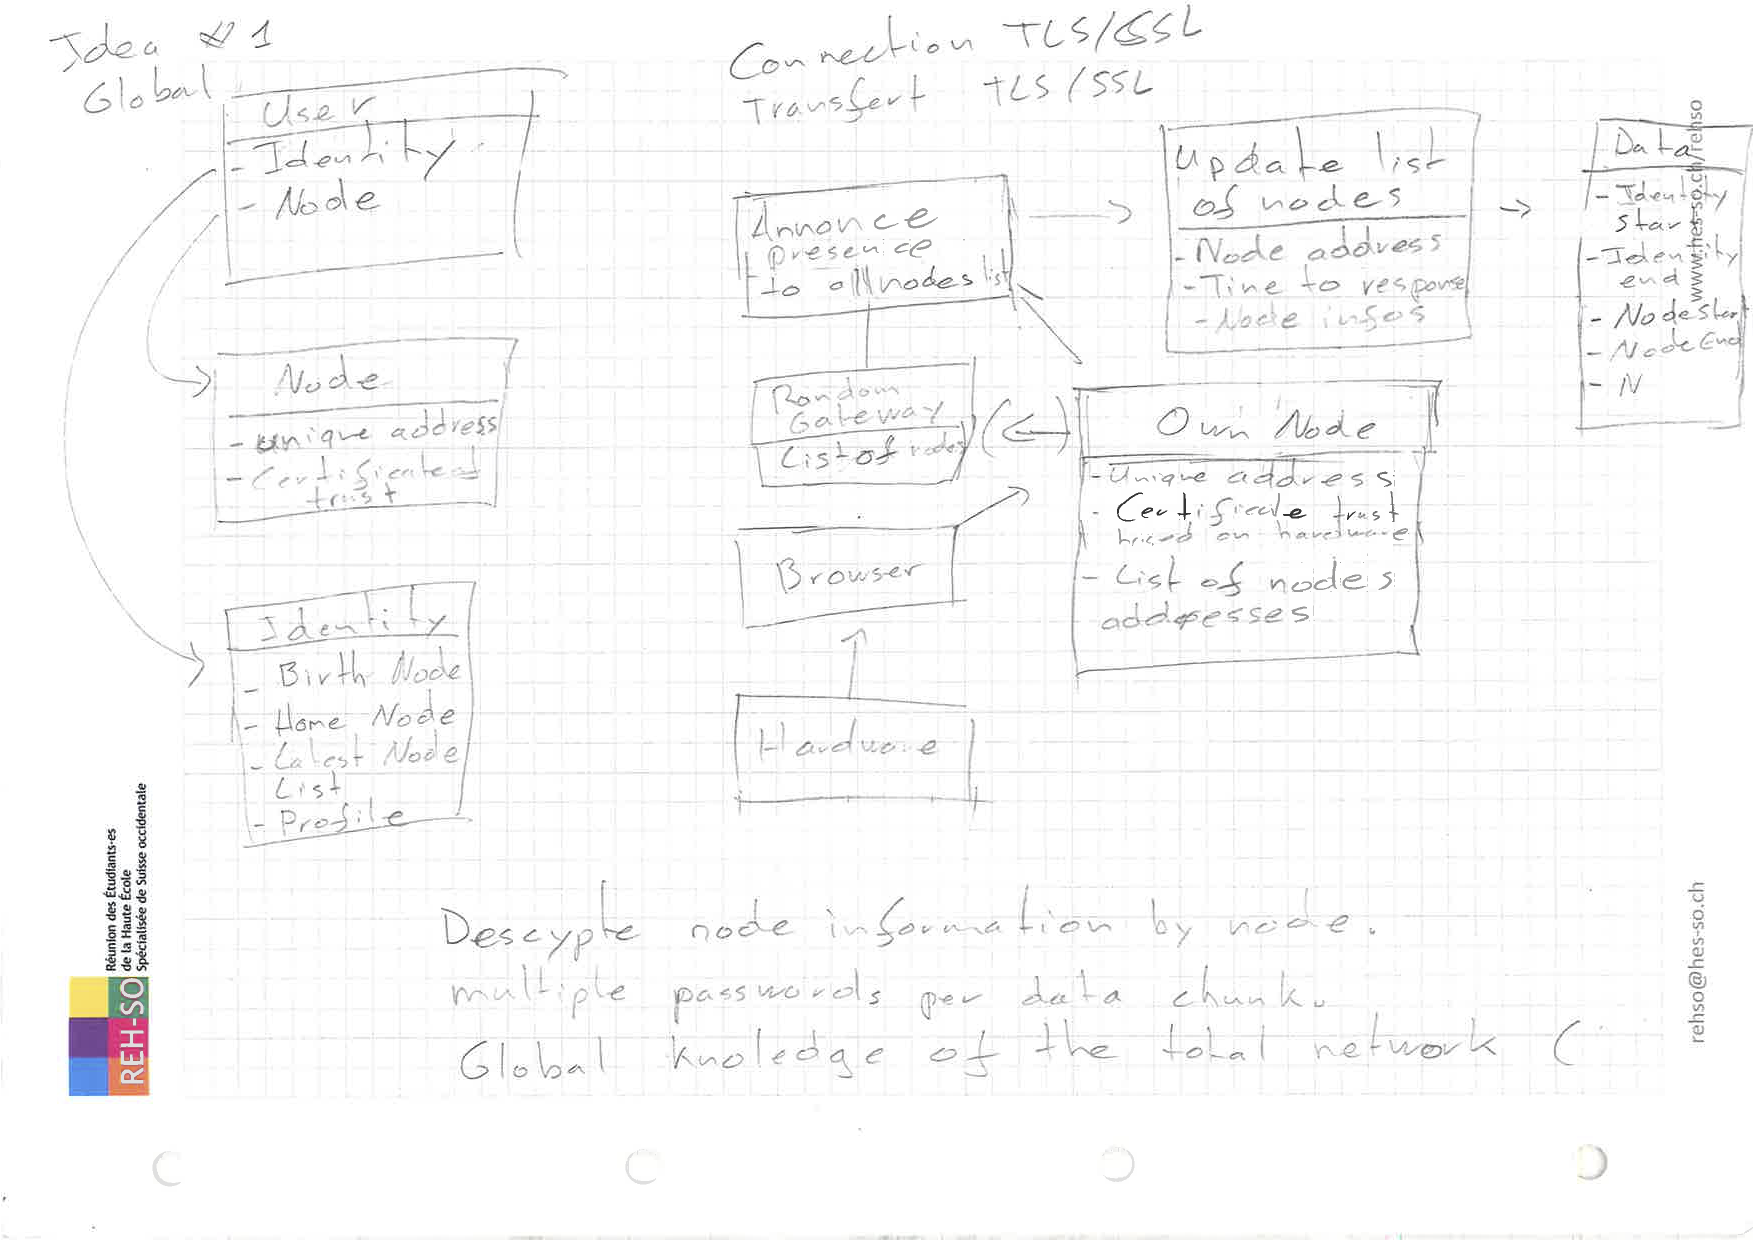 Idea #1
Global
User
- Identity
- Node
Node
- unique address
- Certificate of
trust
Identity
- Birth Node
- Home Node
- Latest Node
List
- Profile
Connection TLS/SSL
Transfert TLS/SSL
Annonce
presence
to all nodes list
Random
Gateway
List of nodes
Browser
Hardware
Update list
of nodes
- Node address
- Time to response
- Node infos
Own Node
- Unique address
- Certificate trust
based on hardware
- List of nodes
addresses
Data
- Identity
start
- Identity
end
- Node Start
- Node End
- N
Descypte node information by node.
multiple passwords per data chunk.
Global knoledge of the total network (
Réunion des Étudiants·es
de la Haute École
Spécialisée de Suisse occidentale
REH-SO
www.hes-so.ch/rehso
rehso@hes-so.ch